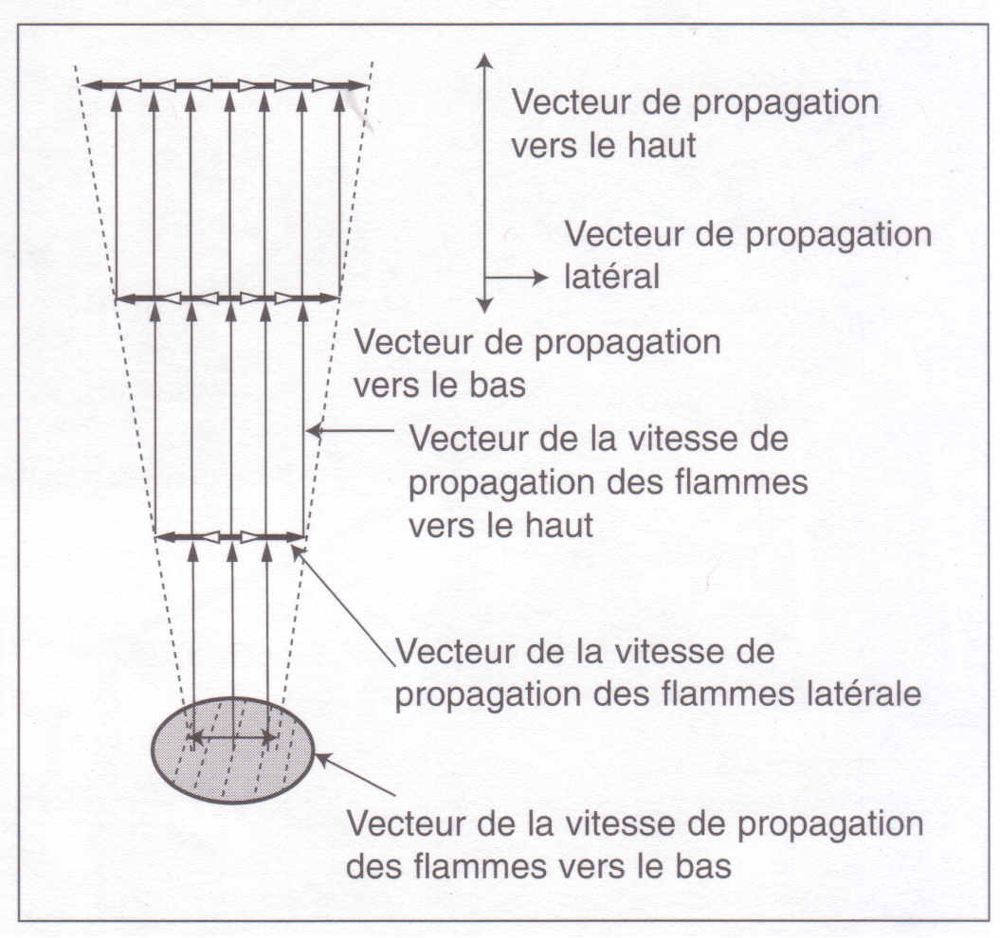 Vecteur de propagation
vers le haut
Vecteur de propagation
latéral
Vecteur de propagation
vers le bas
Vecteur de la vitesse de
propagation des flammes
vers le haut
Vecteur de la vitesse de
propagation des flammes latérale
Vecteur de la vitesse de propagation
des flammes vers le bas